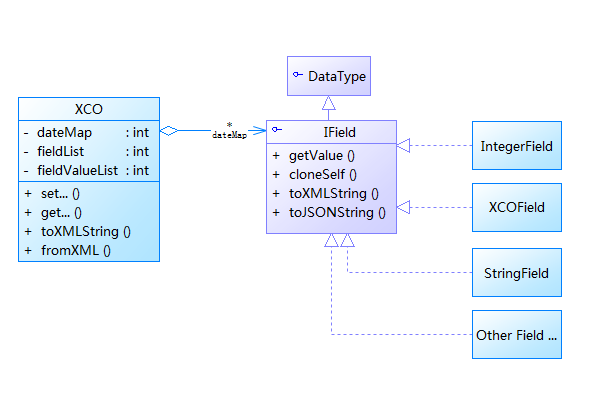 XCO
- dateMap : int
- fieldList : int
- fieldValueList : int
+ set... ()
+ get... ()
+ toXMLString ()
+ fromXML ()
*
dateMap
DataType
IField
+ getValue ()
+ cloneSelf ()
+ toXMLString ()
+ toJSONString ()
IntegerField
XCOField
StringField
Other Field ...